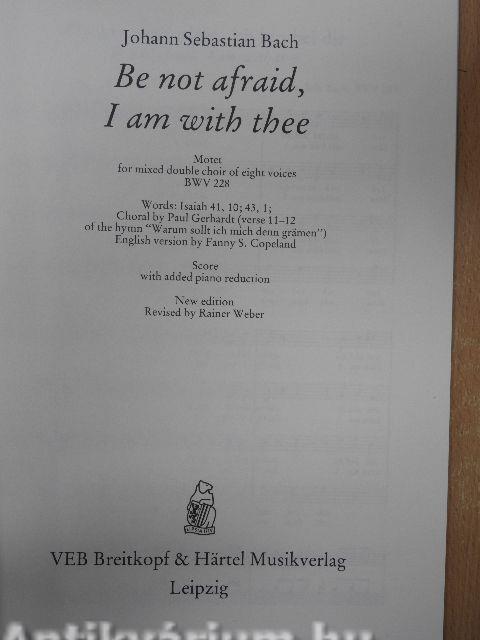 Johann Sebastian Bach
Be not afraid,
I am with thee
Motet
for mixed double choir of eight voices
BWV 228
Words: Isaiah 41, 10; 43, 1;
Choral by Paul Gerhardt (verse 11–12
of the hymn "Warum sollt ich mich denn grämen")
English version by Fanny S. Copeland
Score
with added piano reduction
New edition
Revised by Rainer Weber
VEB Breitkopf & Härtel Musikverlag
Leipzig
Antikvárium.hu